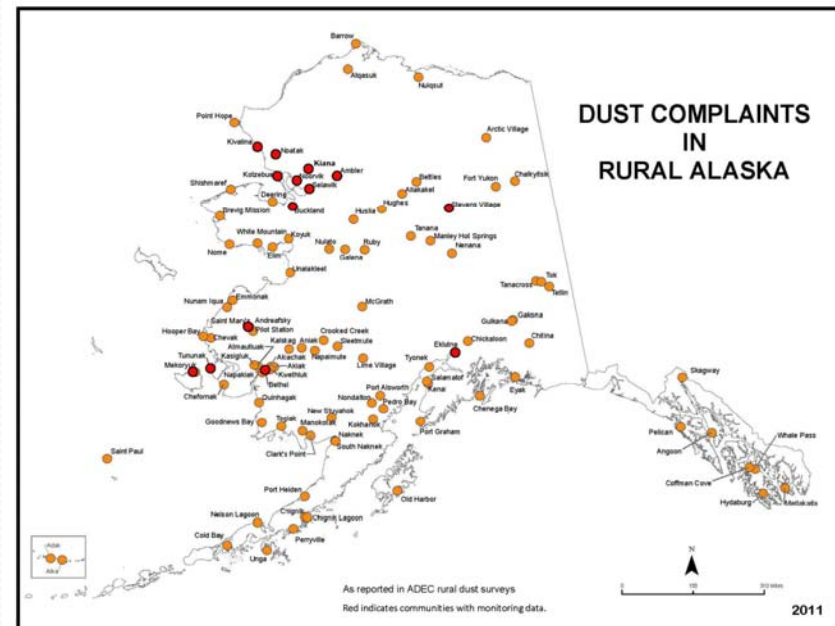 DUST COMPLAINTS
IN
RURAL ALASKA
Barrow
Atqasuk
Nuiqsut
Point Hope
Arctic Village
Kivalina
Noatak
Kiana
Ambler
Kotzebue
Noorvik
Selawik
Shishmaref
Deering
Buckland
Bettles
Allakaket
Fort Yukon
Chalkyitsik
Hughes
Stevens Village
Brevig Mission
Huslia
White Mountain
Koyuk
Tanana
Manley Hot Springs
Nenana
Nome
Elim
Nulato
Galena
Ruby
Unalakleet
Tok
Tanacross
Tetlin
Nunam Iqua
Emmonak
McGrath
Saint Marys
Andreafsky
Pilot Station
Gulkana
Gakona
Hooper Bay
Chevak
Crooked Creek
Kalskag
Aniak
Sleetmute
Eklutna
Chickaloon
Chitina
Atmautluak
Tununak
Kasigluk
Mekoryuk
Akiachak
Napaimute
Akiak
Lime Village
Tyonek
Napakiak
Kwethluk
Bethel
Salamatof
Kenai
Eyak
Skagway
Chefornak
Quinhagak
Port Alsworth
Nondalton
Pedro Bay
Chenega Bay
New Stuyahok
Goodnews Bay
Togiak
Manokotak
Kokhanok
Port Graham
Pelican
Whale Pass
Angoon
Clark's Point
Naknek
South Naknek
Saint Paul
Coffman Cove
Hydaburg
Metlakatla
Port Heiden
Old Harbor
Nelson Lagoon
Chignik
Chignik Lagoon
Cold Bay
Perryville
Unga
Adak
Atka
N
As reported in ADEC rural dust surveys
Red indicates communities with monitoring data.
0
2011